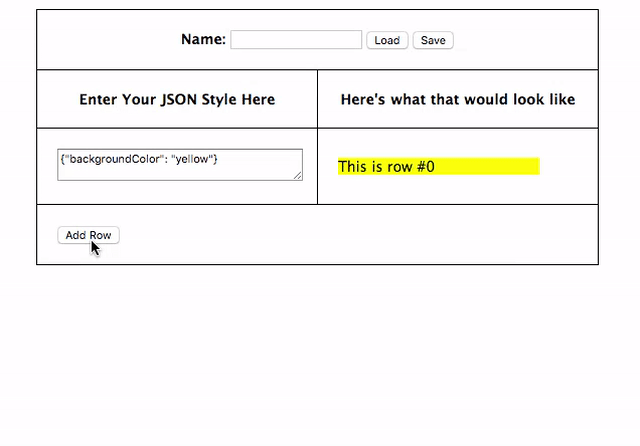 Name: Load Save
Enter Your JSON Style Here Here's what that would look like
{"backgroundColor": "yellow"} This is row #0
Add Row